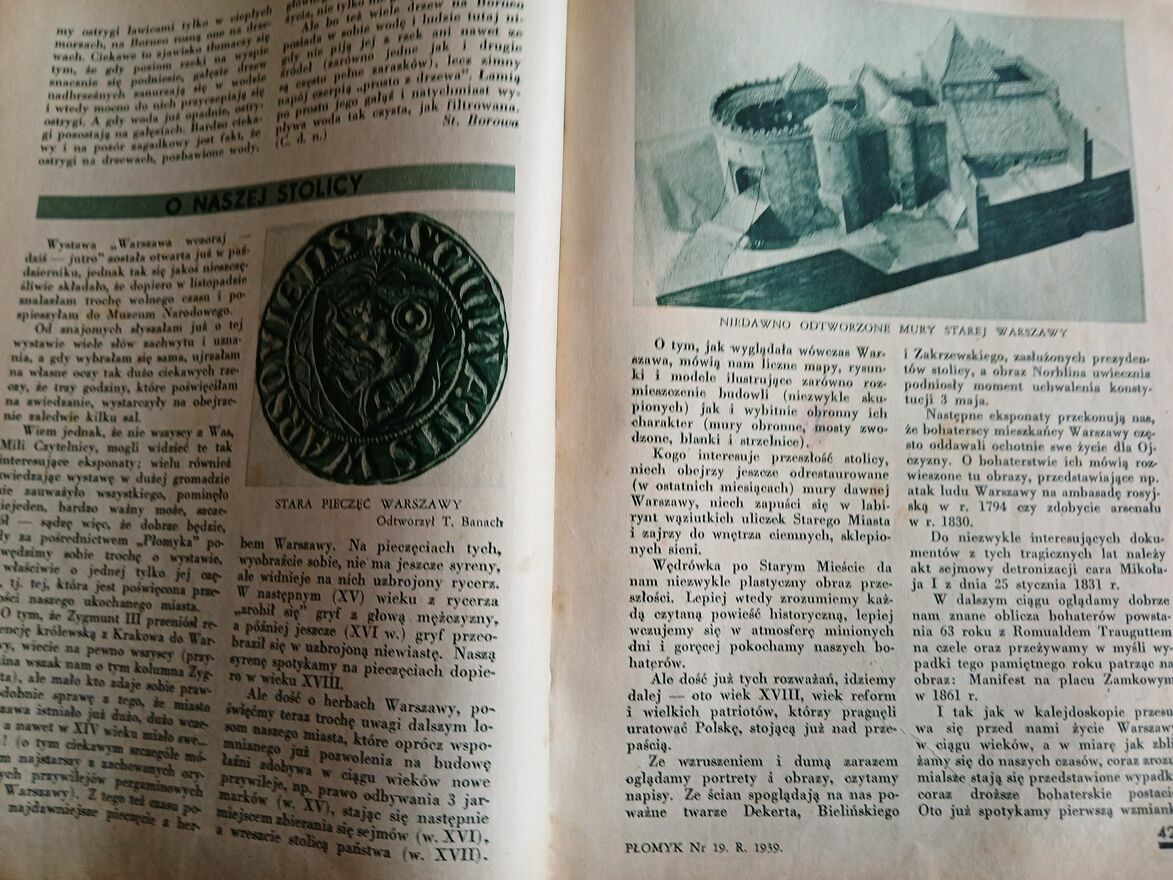 my ostrygi ławicami tylko w ciepłych
morzach, na Borneo rosną one na drze-
wach. Ciekawe to zjawisko tłumaczy się
tym, że gdy poziom rzeki na wyspie
znacznie się podniesie, gałęzie drzew
nadbrzeżnych zanurzają się w wodzie
i wtedy mocno do nich przyczepiają się
ostrygi. A gdy woda już opadnie, ostry-
gi pozostają na gałęziach. Bardzo cieka-
wy i na pozór zagadkowy jest fakt, że
ostrygi na drzewach, pozbawione wody,
życia, nie tylko nie
Ale bo też wiele drzew na Borneo
posiada w sobie wodę i ludzie tutaj ni-
gdy nie piją jej z rzek ani nawet ze
źródeł (zarówno jedne jak i drugie
są często pełne zarazków), lecz zimny
napój czerpią „prosto z drzewa". Łamią
po prostu jego gałąź i natychmiast wy-
pływa woda tak czysta, jak filtrowana.
(C. d. n.) St. Borowa
O NASZEJ STOLICY
Wystawa „Warszawa wczoraj —
dziś — jutro" została otwarta już w paź-
dzierniku, jednak tak się jakoś nieszczę-
śliwie składało, że dopiero w listopadzie
znalazłam trochę wolnego czasu i po-
spieszyłam do Muzeum Narodowego.
Od znajomych słyszałam już o tej
wystawie wiele słów zachwytu i uzna-
nia, a gdy wybrałam się sama, ujrzałam
na własne oczy tak dużo ciekawych rze-
czy, że trzy godziny, które poświęciłam
na zwiedzanie, wystarczyły na obejrze-
nie zaledwie kilku sal.
Wiem jednak, że nie wszyscy z Was,
Mili Czytelnicy, mogli widzieć te tak
interesujące eksponaty; wielu również
zwiedzając wystawę w dużej gromadzie
nie zauważyło wszystkiego, pominęło
niejeden, bardzo ważny może, szcze-
gół — sądzę więc, że dobrze będzie,
gdy za pośrednictwem „Płomyka" po-
wiedzimy sobie trochę o wystawie,
właściwie o jednej tylko jej czę-
tj. tej, która jest poświęcona prze-
szłości naszego ukochanego miasta.
O tym, że Zygmunt III przeniósł re-
zydencję królewską z Krakowa do War-
szawy, wiecie na pewno wszyscy (przy-
pomina wszak nam o tym kolumna Zyg-
munta), ale mało kto zdaje sobie praw-
dopodobnie sprawę z tego, że miasto
Warszawa istniało już dużo, dużo wcze-
a nawet w XIV wieku miało swe...
(o tym ciekawym szczególe mó-
nam najstarszy z zachowanych ory-
przywilejów pergaminowych
Warszawy). Z tego też czasu po-
najdawniejsze pieczęcie z her-
SIGILLVM CIVITATIS VARSOVIENSIS
STARA PIECZĘĆ WARSZAWY
Odtworzył T. Banach
bem Warszawy. Na pieczęciach tych,
wyobraźcie sobie, nie ma jeszcze syreny,
ale widnieje na nich uzbrojony rycerz.
W następnym (XV) wieku z rycerza
„zrobił się" gryf z głową mężczyzny,
a później jeszcze (XVI w.) gryf przeo-
braził się w uzbrojoną niewiastę. Naszą
syrenę spotykamy na pieczęciach dopie-
ro w wieku XVIII.
Ale dość o herbach Warszawy, po-
święćmy teraz trochę uwagi dalszym lo-
som naszego miasta, które oprócz wspo-
mnianego już pozwolenia na budowę
łaźni zdobywa w ciągu wieków nowe
przywileje, np. prawo odbywania 3 jar-
marków (w. XV), stając się następnie
miejscem zbierania się sejmów (w. XVI),
a wreszcie stolicą państwa (w. XVII).
NIEDAWNO ODTWORZONE MURY STAREJ WARSZAWY
O tym, jak wyglądała wówczas War-
szawa, mówią nam liczne mapy, rysun-
ki i modele ilustrujące zarówno roz-
mieszczenie budowli (niezwykle sku-
pionych) jak i wybitnie obronny ich
charakter (mury obronne, mosty zwo-
dzone, blanki i strzelnice).
Kogo interesuje przeszłość stolicy,
niech obejrzy jeszcze odrestaurowane
(w ostatnich miesiącach) mury dawnej
Warszawy, niech zapuści się w labi-
rynt wąziutkich uliczek Starego Miasta
i zajrzy do wnętrza ciemnych, sklepio-
nych sieni.
Wędrówka po Starym Mieście da
nam niezwykle plastyczny obraz prze-
szłości. Lepiej wtedy zrozumiemy każ-
dą czytaną powieść historyczną, lepiej
wczujemy się w atmosferę minionych
dni i goręcej pokochamy naszych bo-
haterów.
Ale dość już tych rozważań, idziemy
dalej — oto wiek XVIII, wiek reform
i wielkich patriotów, którzy pragnęli
uratować Polskę, stojącą już nad prze-
paścią.
Ze wzruszeniem i dumą zarazem
oglądamy portrety i obrazy, czytamy
napisy. Ze ścian spoglądają na nas po-
ważne twarze Dekerta, Bielińskiego
i Zakrzewskiego, zasłużonych prezyden-
tów stolicy, a obraz Norblina uwiecznia
podniosły moment uchwalenia konsty-
tucji 3 maja.
Następne eksponaty przekonują nas,
że bohaterscy mieszkańcy Warszawy czę-
sto oddawali ochotnie swe życie dla Oj-
czyzny. O bohaterstwie ich mówią roz-
wieszone tu obrazy, przedstawiające np.
atak ludu Warszawy na ambasadę rosyj-
ską w r. 1794 czy zdobycie arsenału
w r. 1830.
Do niezwykle interesujących doku-
mentów z tych tragicznych lat należy
akt sejmowy detronizacji cara Mikoła-
ja I z dnia 25 stycznia 1831 r.
W dalszym ciągu oglądamy dobrze
nam znane oblicza bohaterów powsta-
nia 63 roku z Romualdem Trauguttem
na czele oraz przeżywamy w myśli wy-
padki tego pamiętnego roku patrząc na
obraz: Manifest na placu Zamkowym
w 1861 r.
I tak jak w kalejdoskopie przesu-
wa się przed nami życie Warszawy
w ciągu wieków, a w miarę jak zbli-
żamy się do naszych czasów, coraz zrozu-
mialsze stają się przedstawione wypadki
coraz droższe bohaterskie postacie
Oto już spotykamy pierwszą wzmiankę
PŁOMYK Nr 19. R. 1939.